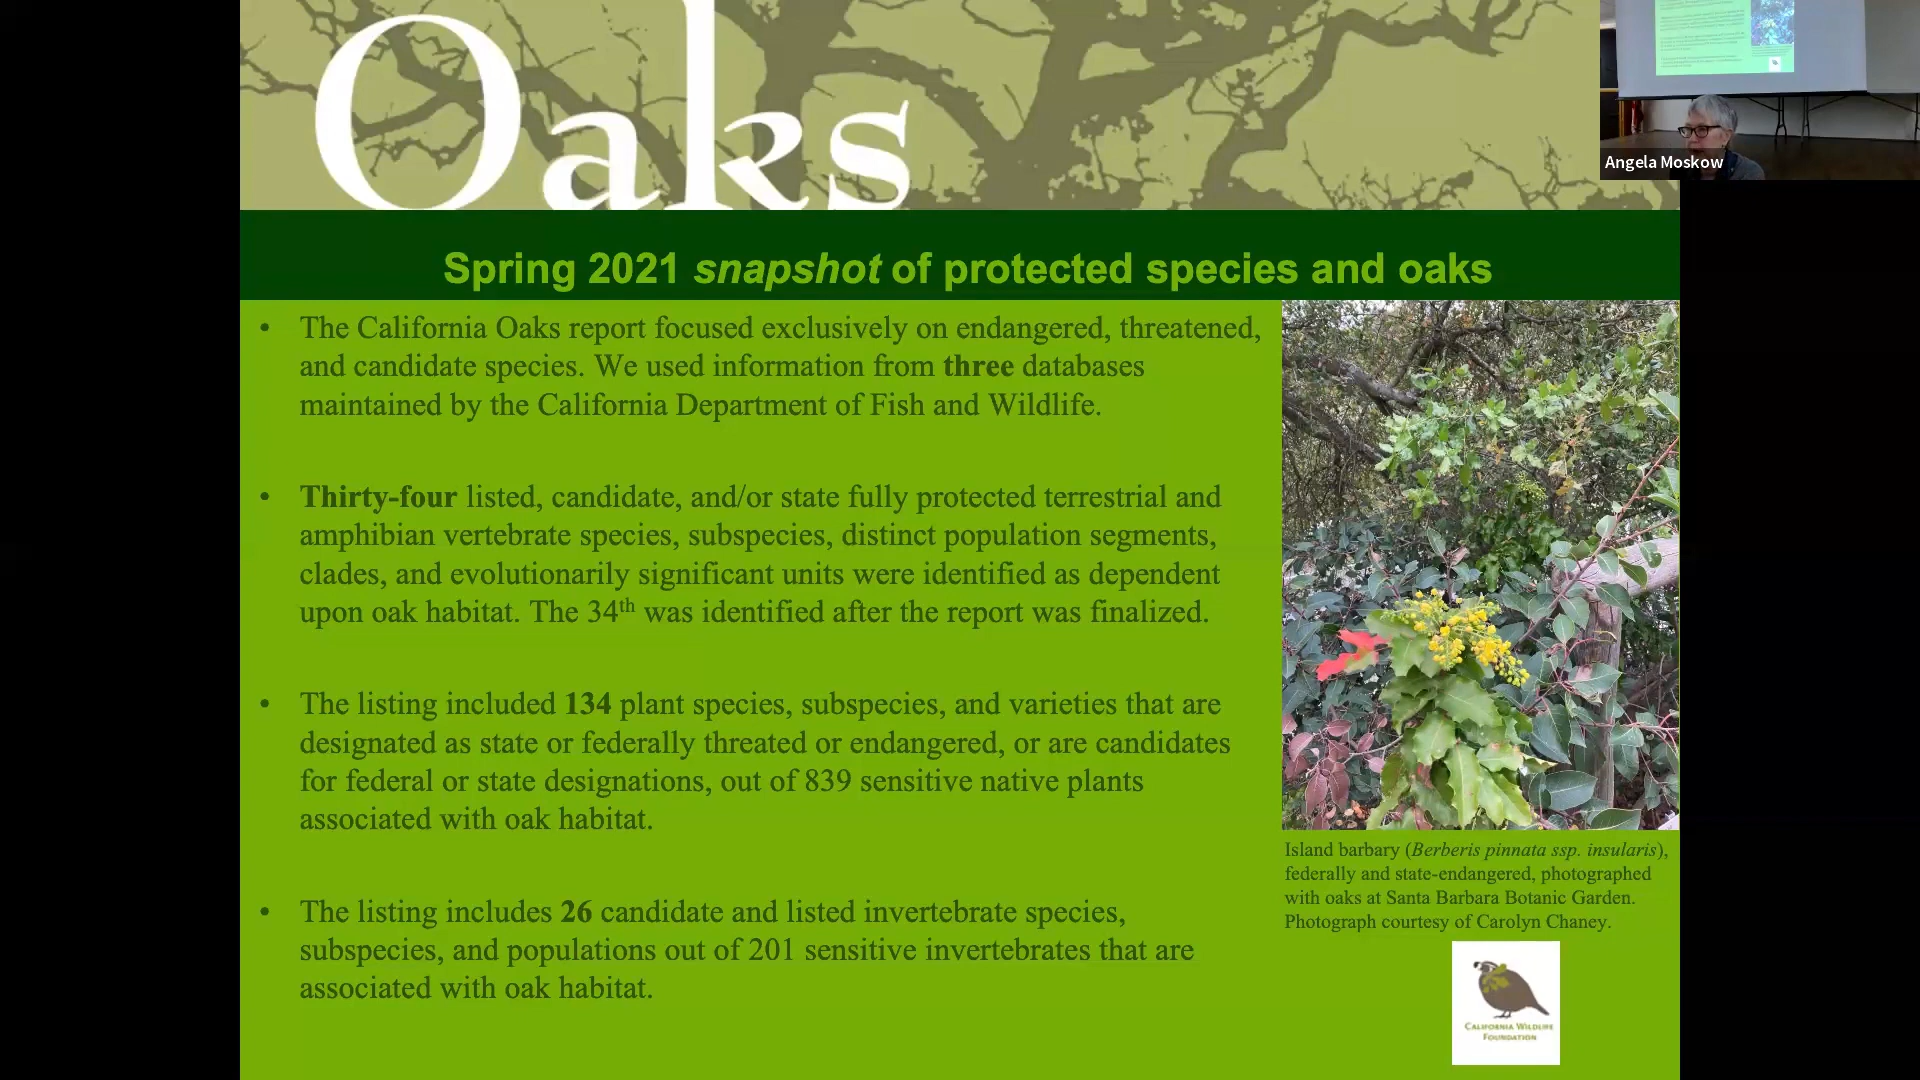 Oaks
Angela Moskow
Spring 2021 snapshot of protected species and oaks
• The California Oaks report focused exclusively on endangered, threatened,
and candidate species. We used information from three databases
maintained by the California Department of Fish and Wildlife.
• Thirty-four listed, candidate, and/or state fully protected terrestrial and
amphibian vertebrate species, subspecies, distinct population segments,
clades, and evolutionarily significant units were identified as dependent
upon oak habitat. The 34th was identified after the report was finalized.
• The listing included 134 plant species, subspecies, and varieties that are
designated as state or federally threated or endangered, or are candidates
for federal or state designations, out of 839 sensitive native plants
associated with oak habitat.
• The listing includes 26 candidate and listed invertebrate species,
subspecies, and populations out of 201 sensitive invertebrates that are
associated with oak habitat.
Island barbary (Berberis pinnata ssp. insularis),
federally and state-endangered, photographed
with oaks at Santa Barbara Botanic Garden.
Photograph courtesy of Carolyn Chaney.
CALIFORNIA WILDLIFE
FOUNDATION